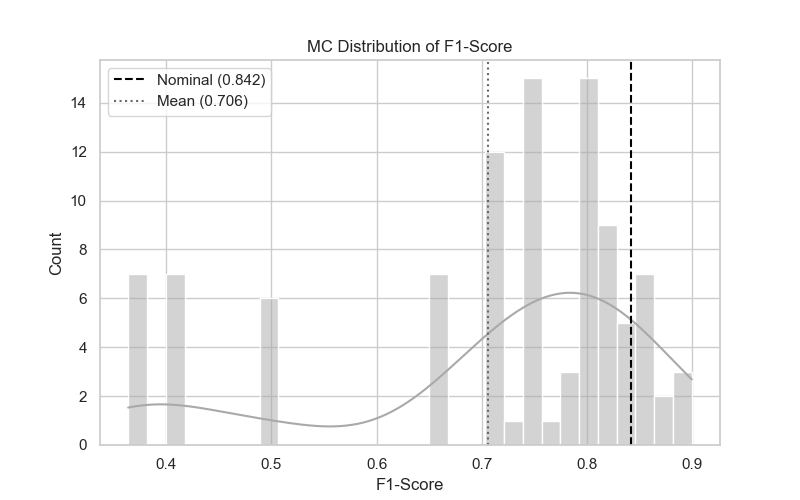 MC Distribution of F1-Score
Nominal (0.842)
Mean (0.706)
Count
14
12
10
8
6
4
2
0
0.4 0.5 0.6 0.7 0.8 0.9
F1-Score